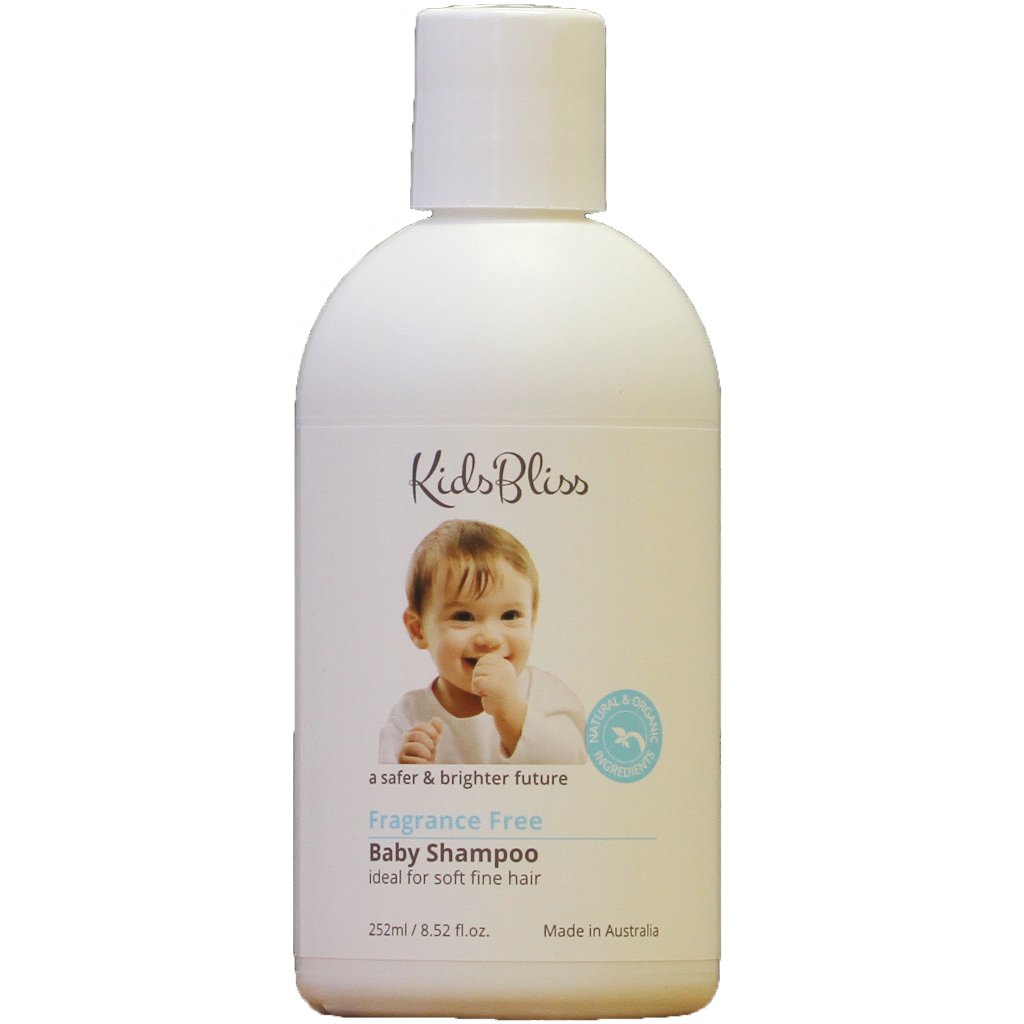 KidsBliss
NATURAL & ORGANIC
INGREDIENTS
a safer & brighter future
Fragrance Free
Baby Shampoo
ideal for soft fine hair
252ml / 8.52 fl.oz. Made in Australia